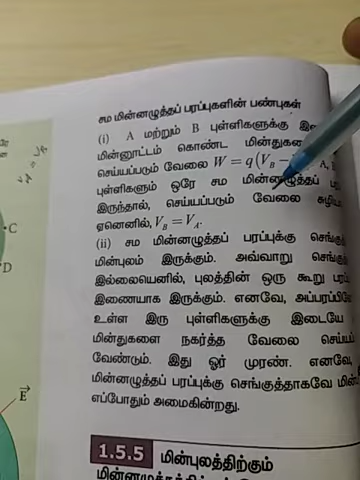 சம மின்னழுத்தப் பரப்புகளின் பண்புகள்
(i) A மற்றும் B புள்ளிகளுக்கு
மின்னூட்டம் கொண்ட
செய்யப்படும் வேலை W = q(V_B –
புள்ளிகளும் ஒரே சம மின்னழுத்தப்
இருந்தால், செய்யப்படும் வேலை
ஏனெனில், V_B = V_A.
(ii) சம மின்னழுத்தப் பரப்புக்கு
மின்புலம் இருக்கும். அவ்வாறு
இல்லையெனில், புலத்தின் ஒரு கூறு
இணையாக இருக்கும். எனவே,
உள்ள இரு புள்ளிகளுக்கு இடையே
மின்துகளை நகர்த்த வேலை
வேண்டும். இது ஓர் முரண். எனவே,
மின்னழுத்தப் பரப்புக்கு செங்குத்தாகவே
எப்போதும் அமைகின்றது.
C
D
E
1.5.5 மின்புலத்திற்கும்